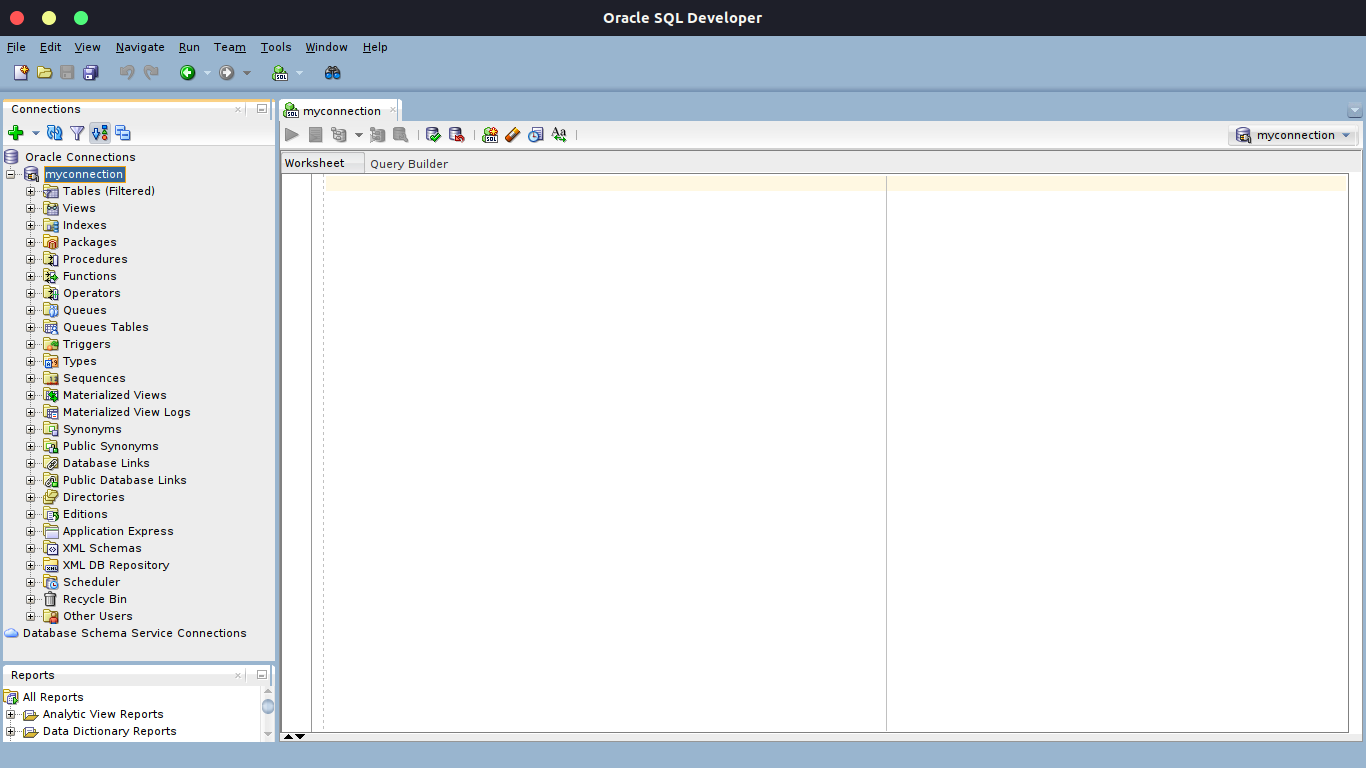 Oracle SQL Developer
File Edit View Navigate Run Team Tools Window Help
Connections
myconnection
myconnection
Worksheet Query Builder
Oracle Connections
myconnection
Tables (Filtered)
Views
Indexes
Packages
Procedures
Functions
Operators
Queues
Queues Tables
Triggers
Types
Sequences
Materialized Views
Materialized View Logs
Synonyms
Public Synonyms
Database Links
Public Database Links
Directories
Editions
Application Express
XML Schemas
XML DB Repository
Scheduler
Recycle Bin
Other Users
Database Schema Service Connections
Reports
All Reports
Analytic View Reports
Data Dictionary Reports